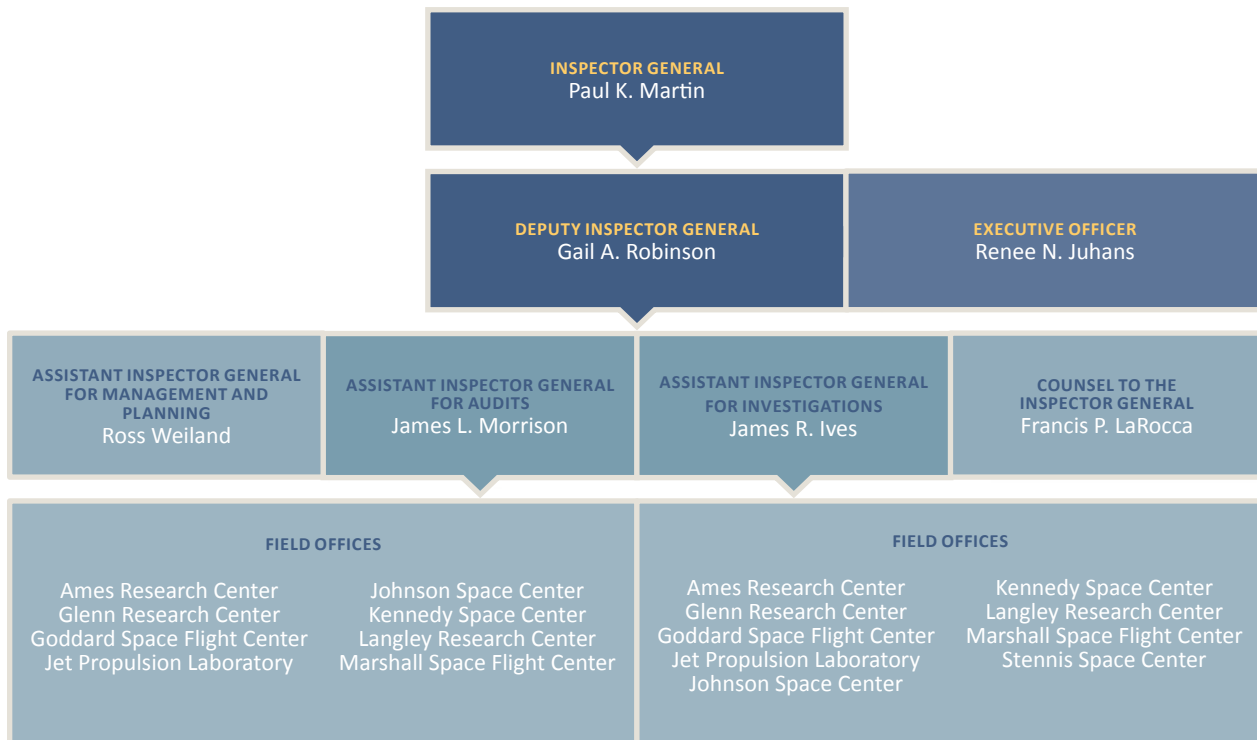 INSPECTOR GENERAL
Paul K. Martin
DEPUTY INSPECTOR GENERAL
Gail A. Robinson
EXECUTIVE OFFICER
Renee N. Juhans
ASSISTANT INSPECTOR GENERAL
FOR MANAGEMENT AND
PLANNING
Ross Weiland
ASSISTANT INSPECTOR GENERAL
FOR AUDITS
James L. Morrison
ASSISTANT INSPECTOR GENERAL
FOR INVESTIGATIONS
James R. Ives
COUNSEL TO THE
INSPECTOR GENERAL
Francis P. LaRocca
FIELD OFFICES
Ames Research Center
Glenn Research Center
Goddard Space Flight Center
Jet Propulsion Laboratory
Johnson Space Center
Kennedy Space Center
Langley Research Center
Marshall Space Flight Center
FIELD OFFICES
Ames Research Center
Glenn Research Center
Goddard Space Flight Center
Jet Propulsion Laboratory
Johnson Space Center
Kennedy Space Center
Langley Research Center
Marshall Space Flight Center
Stennis Space Center